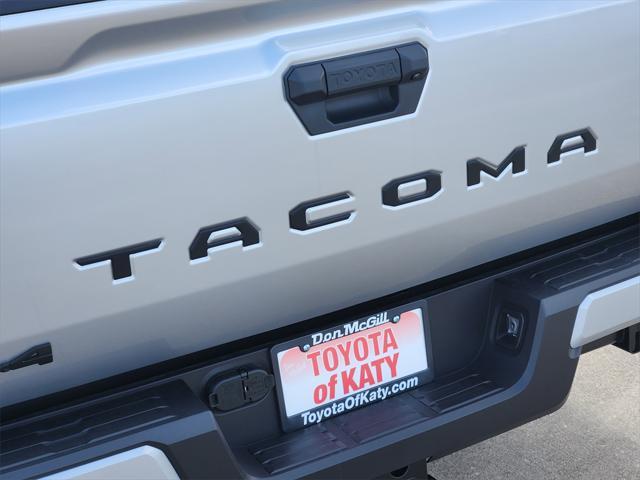 TOYOTA
TACOMA
Don McGill
TOYOTA
of KATY
ToyotaOfKaty.com